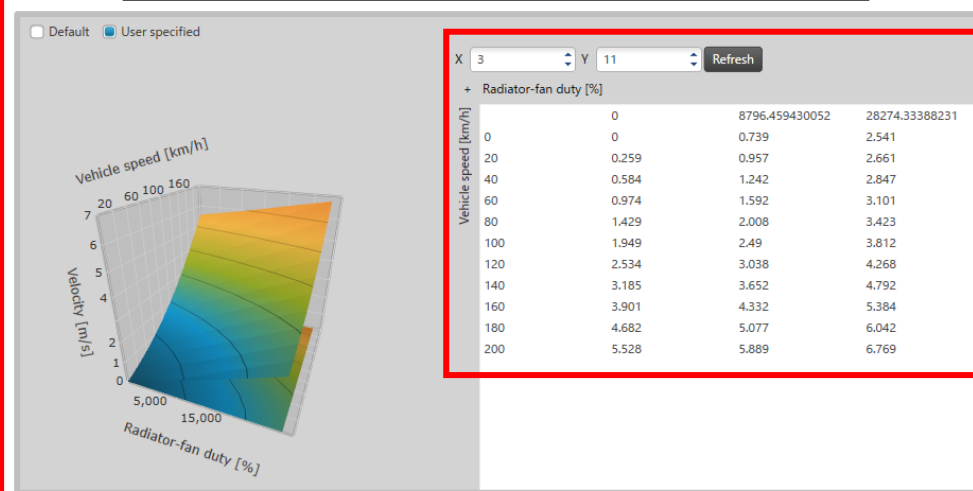 Default User specified
X 3 Y 11 Refresh
+ Radiator-fan duty [%]
Vehicle speed [km/h]
0 8796.459430052 28274.33388231
0 0 0.739 2.541
20 0.259 0.957 2.661
40 0.584 1.242 2.847
60 0.974 1.592 3.101
80 1.429 2.008 3.423
100 1.949 2.49 3.812
120 2.534 3.038 4.268
140 3.185 3.652 4.792
160 3.901 4.332 5.384
180 4.682 5.077 6.042
200 5.528 5.889 6.769
Vehicle speed [km/h]
20 60 100 160
7
6
5
4
2
1
0
Velocity [m/s]
5,000
15,000
Radiator-fan duty [%]